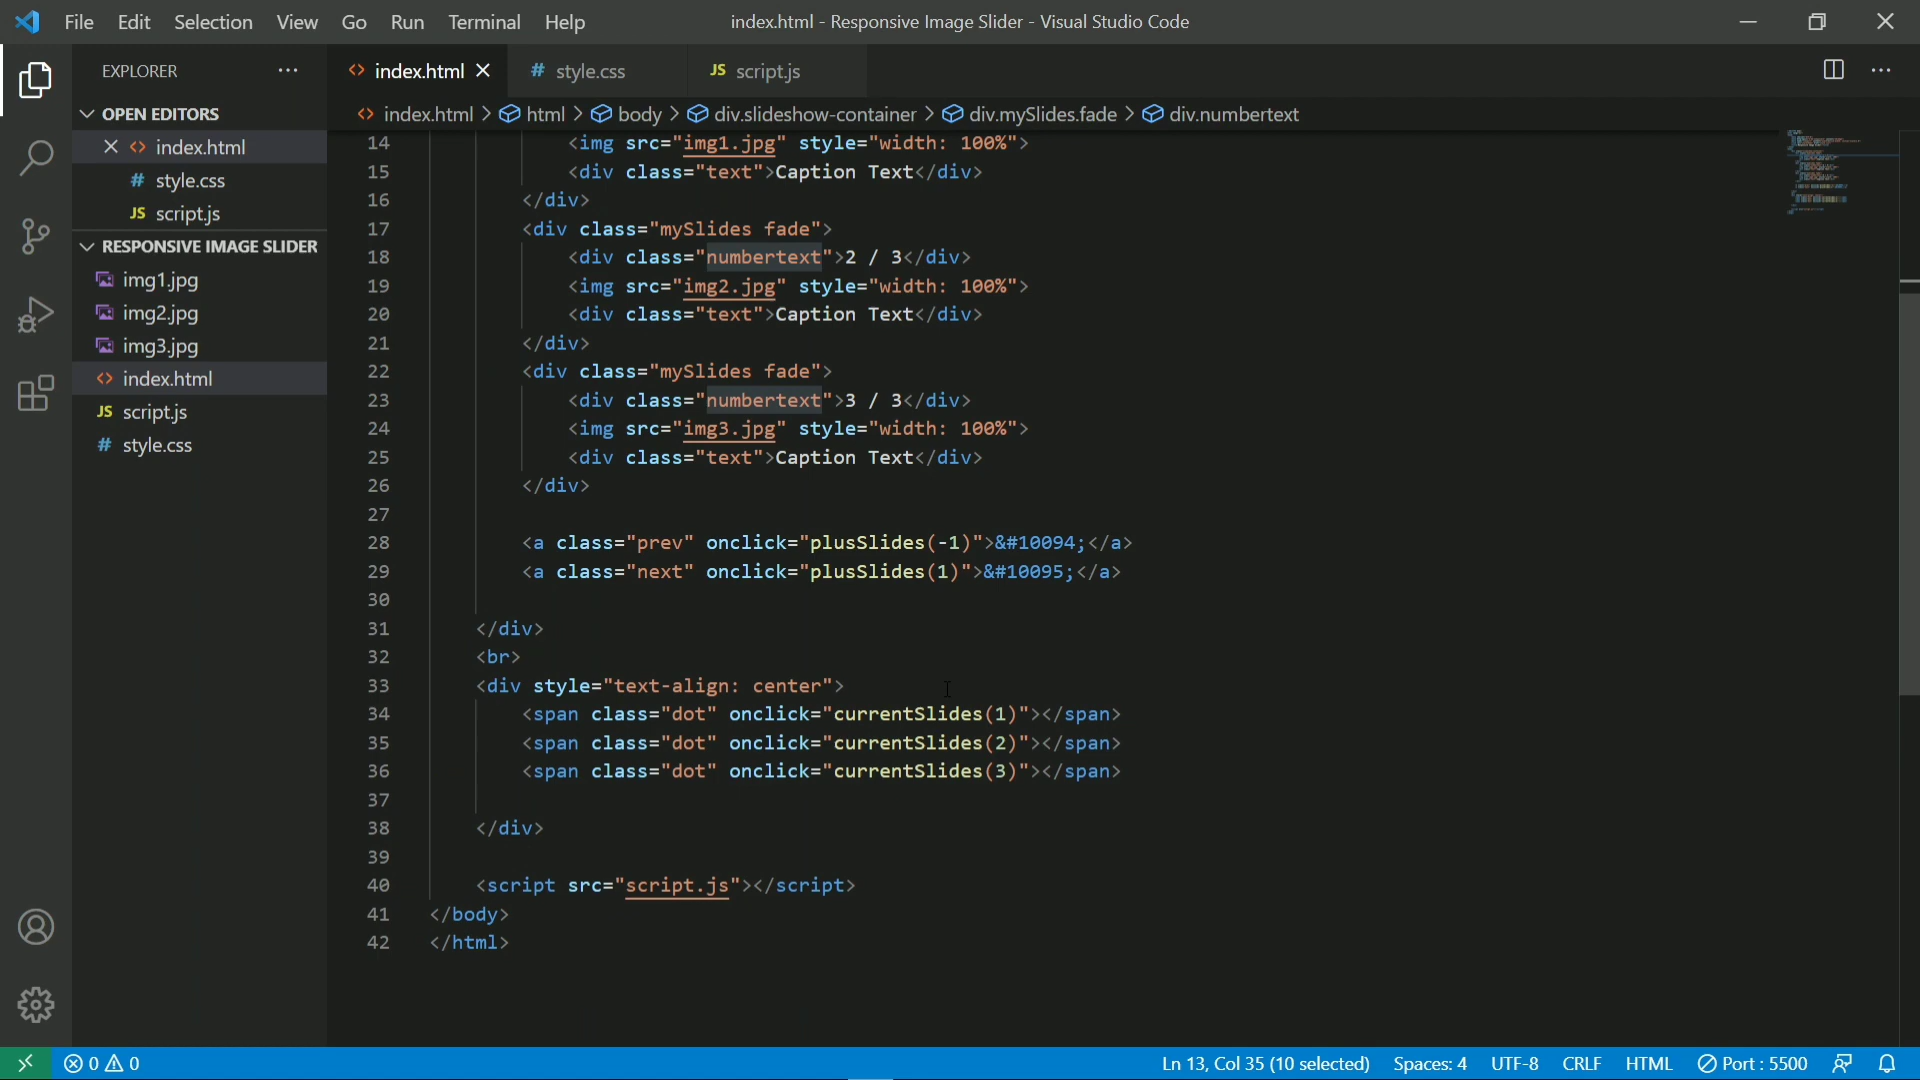 File Edit Selection View Go Run Terminal Help
index.html - Responsive Image Slider - Visual Studio Code
EXPLORER
OPEN EDITORS
index.html
# style.css
JS script.js
RESPONSIVE IMAGE SLIDER
img1.jpg
img2.jpg
img3.jpg
<> index.html
JS script.js
# style.css
<> index.html # style.css JS script.js
<> index.html > html > body > div.slideshow-container > div.mySlides.fade > div.numbertext
14 <img src="img1.jpg" style="width: 100%">
15 <div class="text">Caption Text</div>
16 </div>
17 <div class="mySlides fade">
18 <div class="numbertext">2 / 3</div>
19 <img src="img2.jpg" style="width: 100%">
20 <div class="text">Caption Text</div>
21 </div>
22 <div class="mySlides fade">
23 <div class="numbertext">3 / 3</div>
24 <img src="img3.jpg" style="width: 100%">
25 <div class="text">Caption Text</div>
26 </div>
27
28 <a class="prev" onclick="plusSlides(-1)">&#10094;</a>
29 <a class="next" onclick="plusSlides(1)">&#10095;</a>
30
31 </div>
32 <br>
33 <div style="text-align: center">
34 <span class="dot" onclick="currentSlides(1)"></span>
35 <span class="dot" onclick="currentSlides(2)"></span>
36 <span class="dot" onclick="currentSlides(3)"></span>
37
38 </div>
39
40 <script src="script.js"></script>
41 </body>
42 </html>
0 0 Ln 13, Col 35 (10 selected) Spaces: 4 UTF-8 CRLF HTML Port : 5500